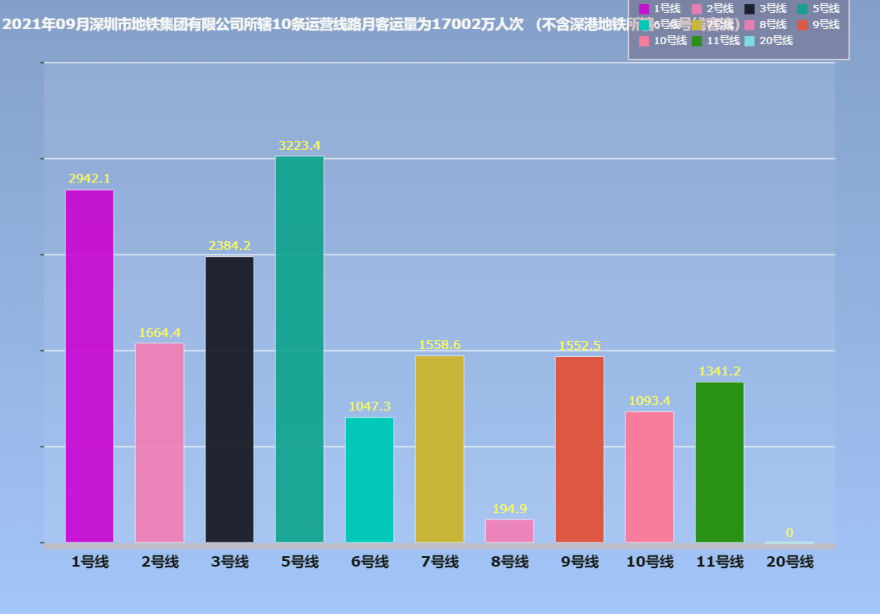 2021年09月深圳市地铁集团有限公司所辖10条运营线路月客运量为17002万人次 （不含深港地铁所
1号线 2号线 3号线 5号线
6号线 8号线 9号线
10号线 11号线 20号线
3223.4
2942.1
2384.2
1664.4
1558.6
1552.5
1341.2
1093.4
1047.3
194.9
0
1号线 2号线 3号线 5号线 6号线 7号线 8号线 9号线 10号线 11号线 20号线